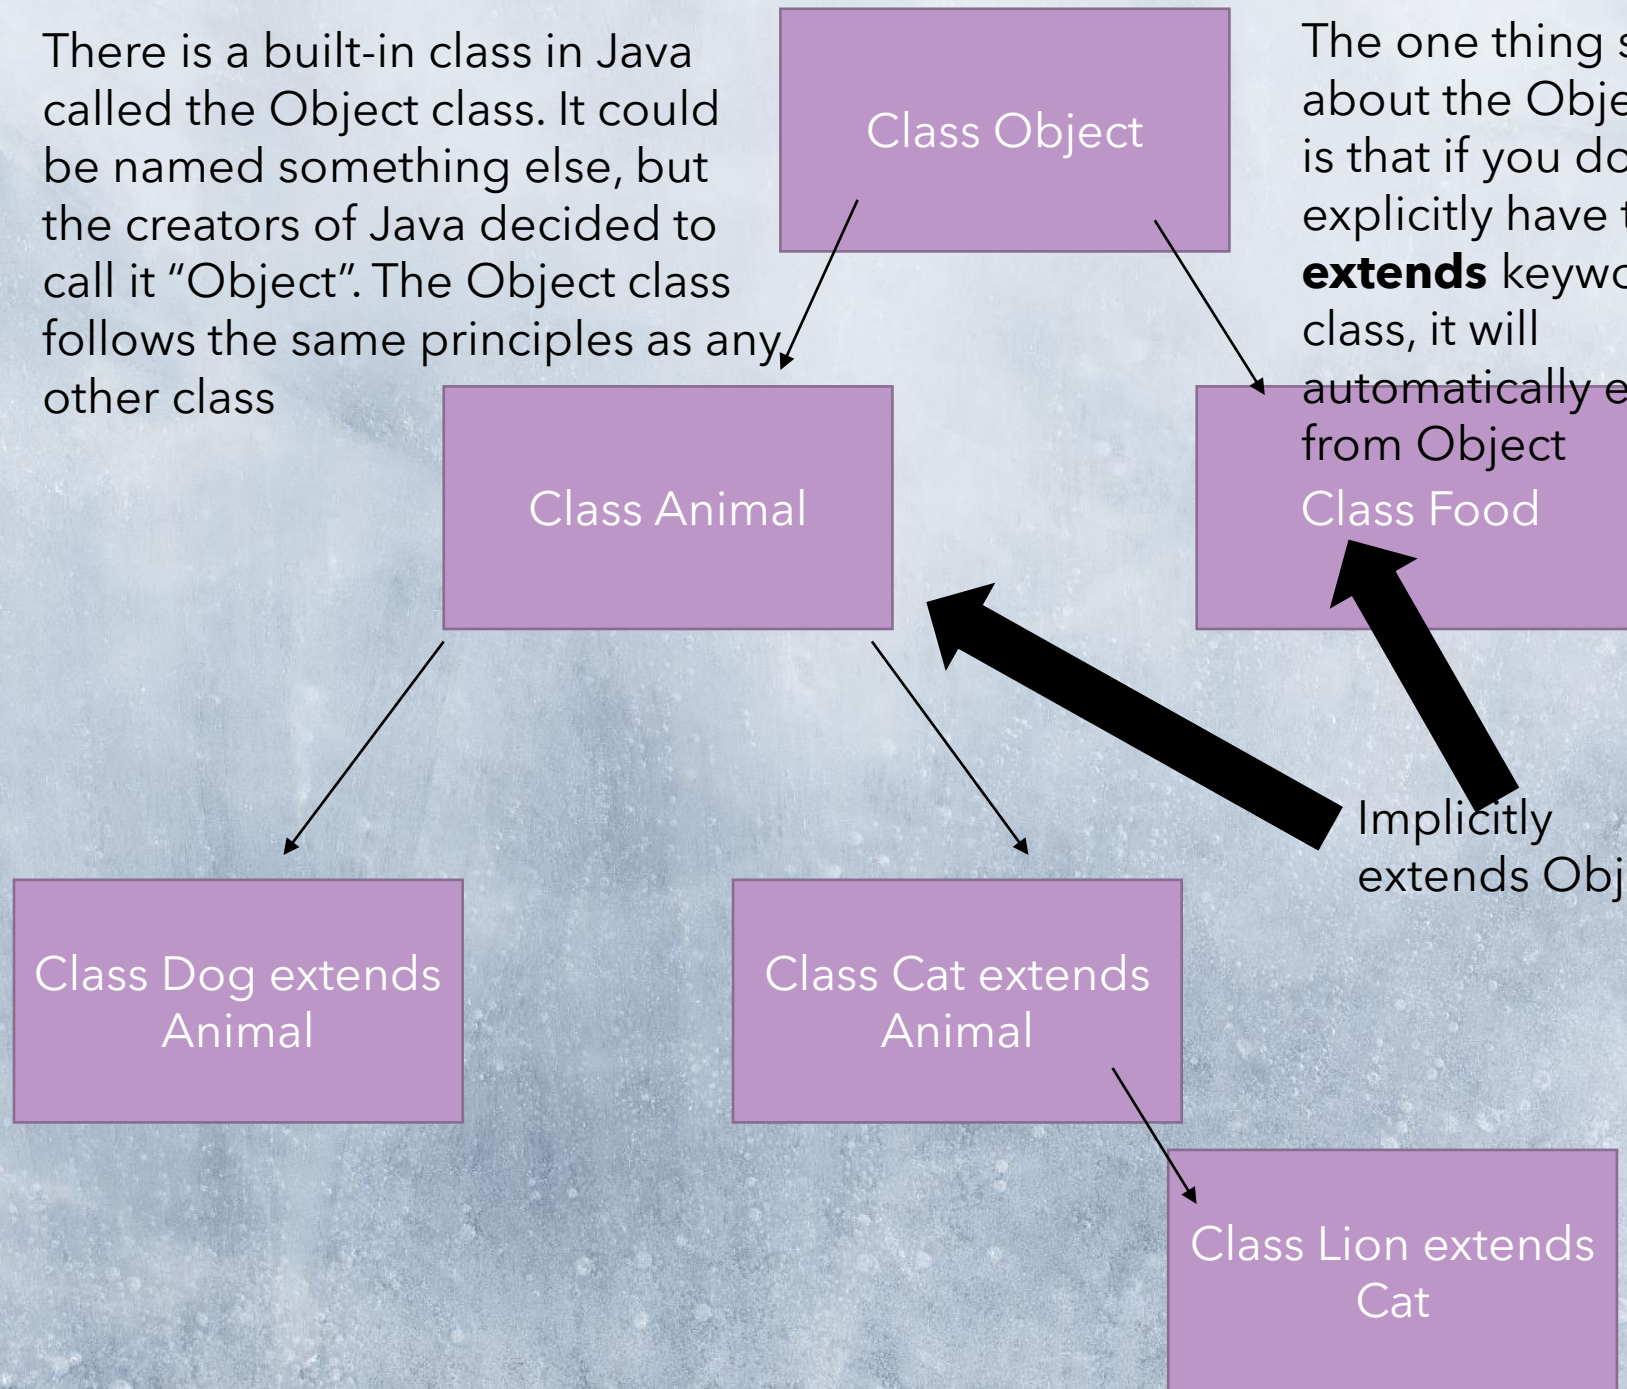 There is a built-in class in Java
called the Object class. It could
be named something else, but
the creators of Java decided to
call it “Object”. The Object class
follows the same principles as any
other class
Class Object
The one thing
about the
is that if you
explicitly have
extends
class, it will
automatically
from Object
Class Animal
Class Food
Implicitly
extends
Class Dog extends
Animal
Class Cat extends
Animal
Class Lion extends
Cat